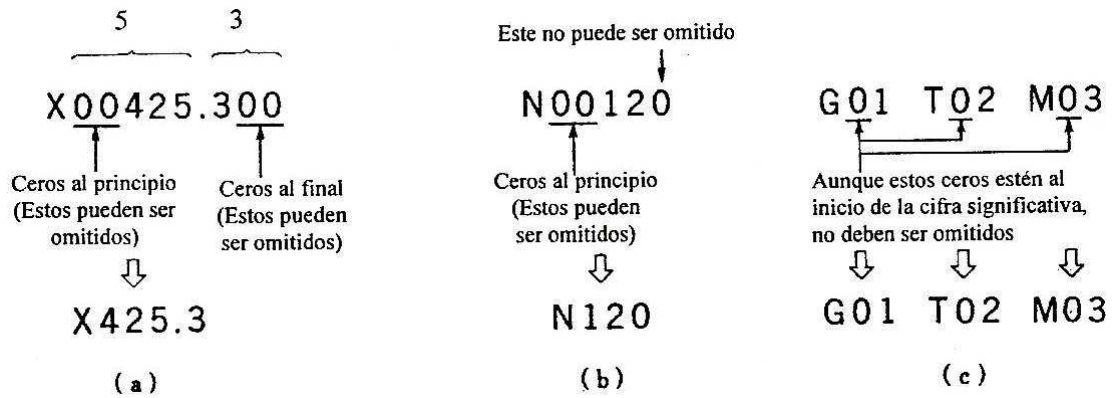 5 3
X00425.300
Ceros al principio
(Estos pueden ser
omitidos)
Ceros al final
(Estos pueden
ser omitidos)
X425.3
(a)
Este no puede ser omitido
N00120
Ceros al principio
(Estos pueden
ser omitidos)
N120
(b)
G01 T02 M03
Aunque estos ceros estén al
inicio de la cifra significativa,
no deben ser omitidos
G01 T02 M03
(c)